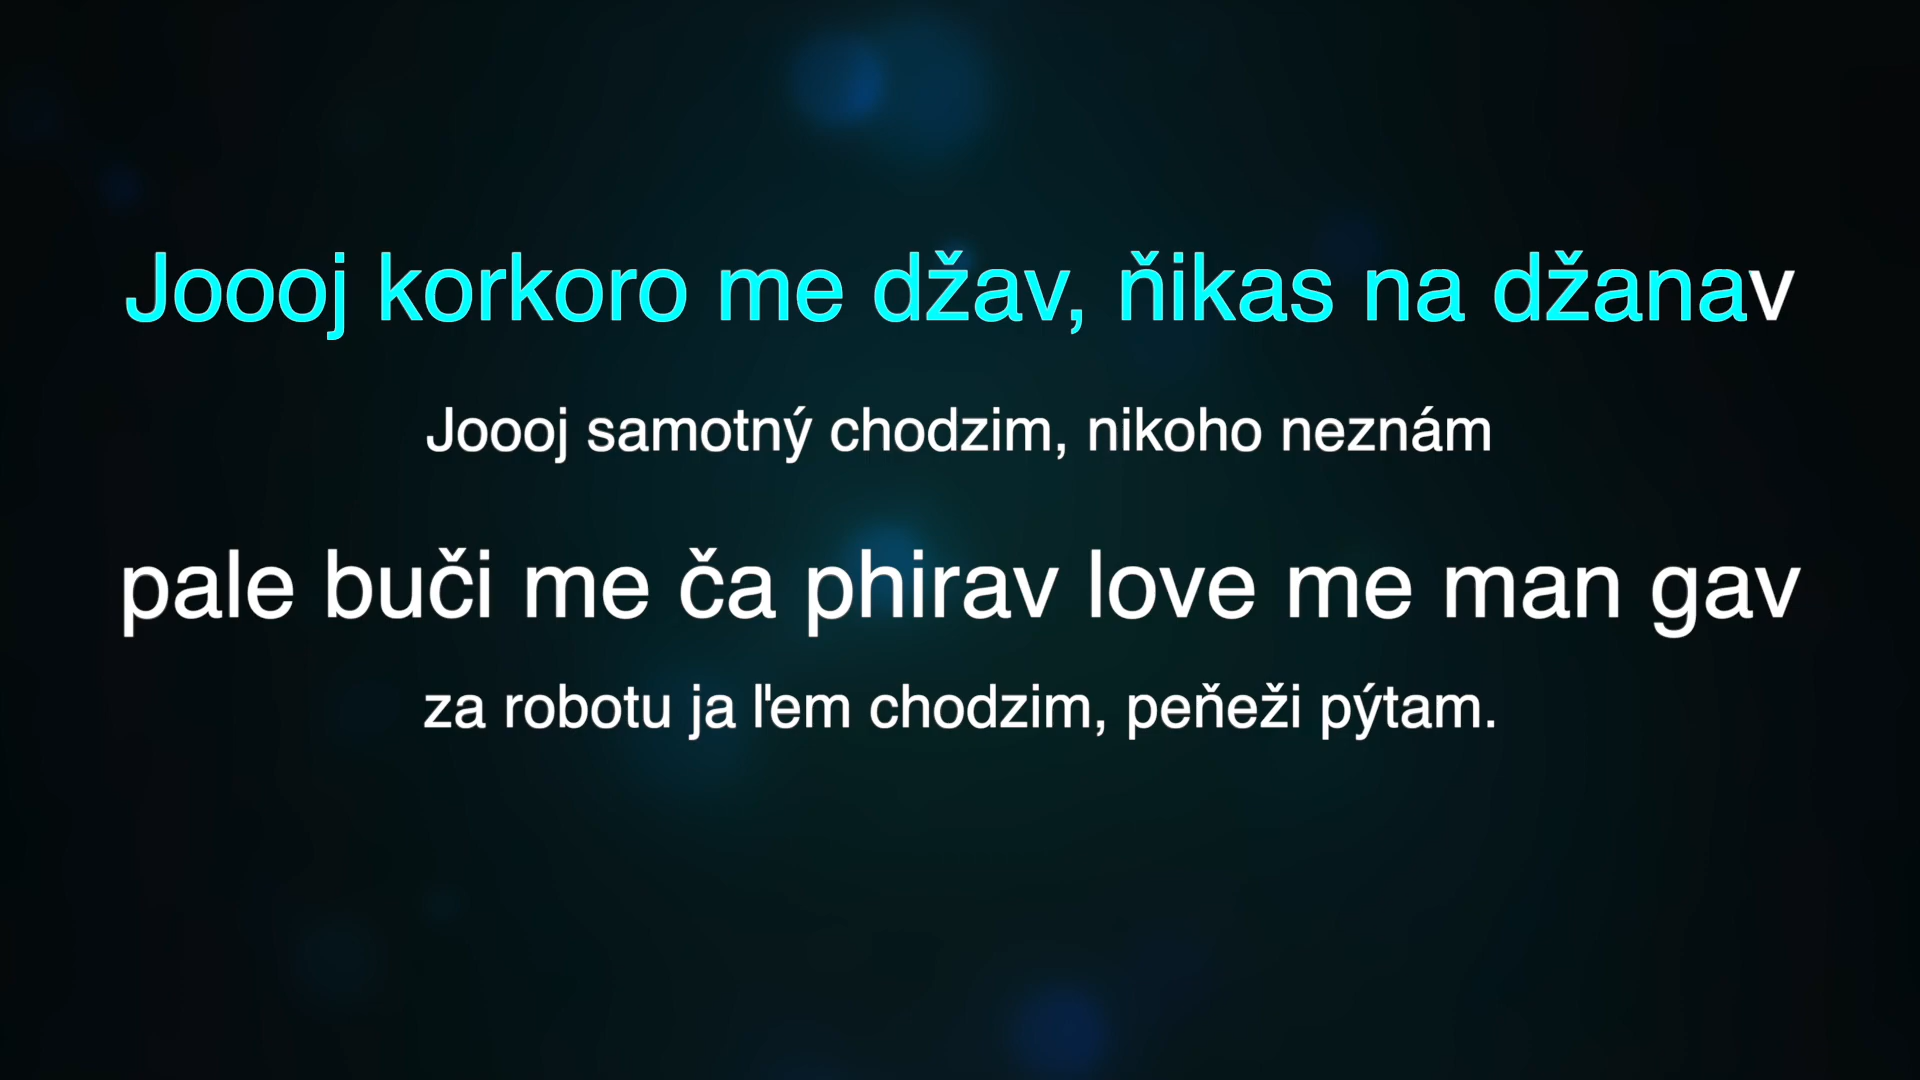 Joooj korkoro me džav, ňikas na džanav
Joooj samotný chodzim, nikoho neznám
pale buči me ča phirav love me man gav
za robotu ja ľem chodzim, peňeži pýtam.